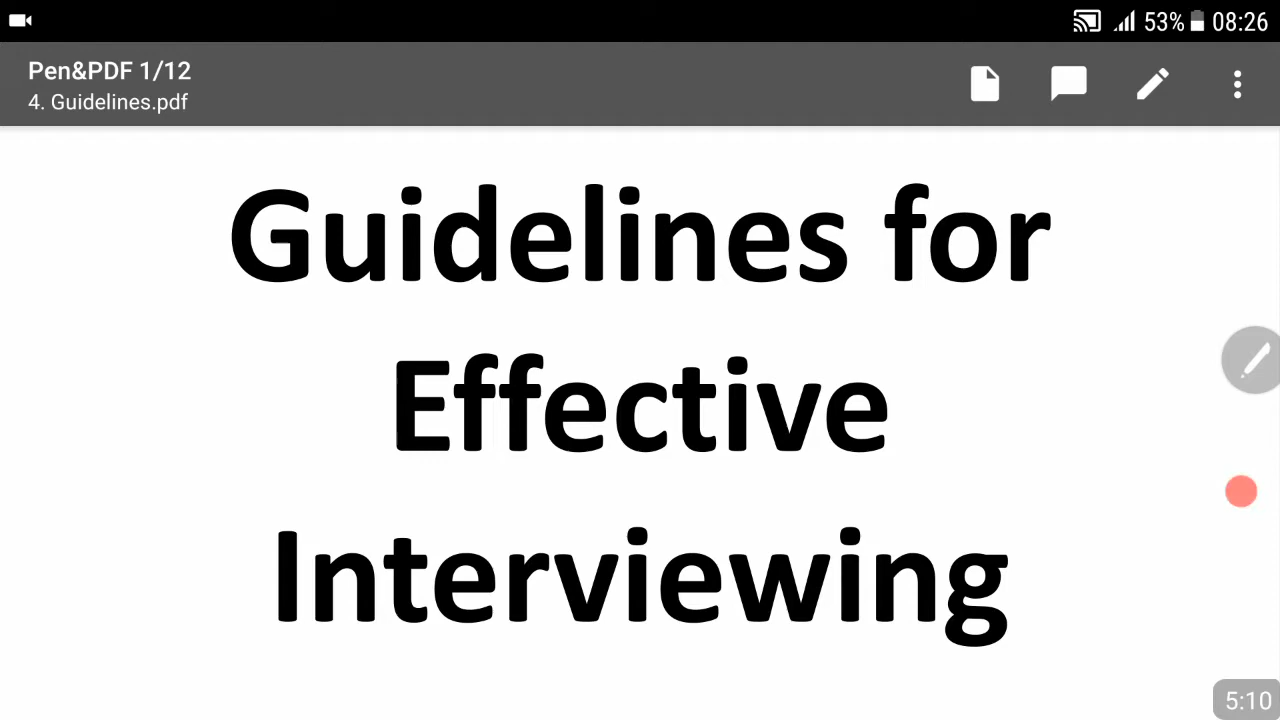 53% 08:26
Pen&PDF 1/12
4. Guidelines.pdf
Guidelines for
Effective
Interviewing
5:10